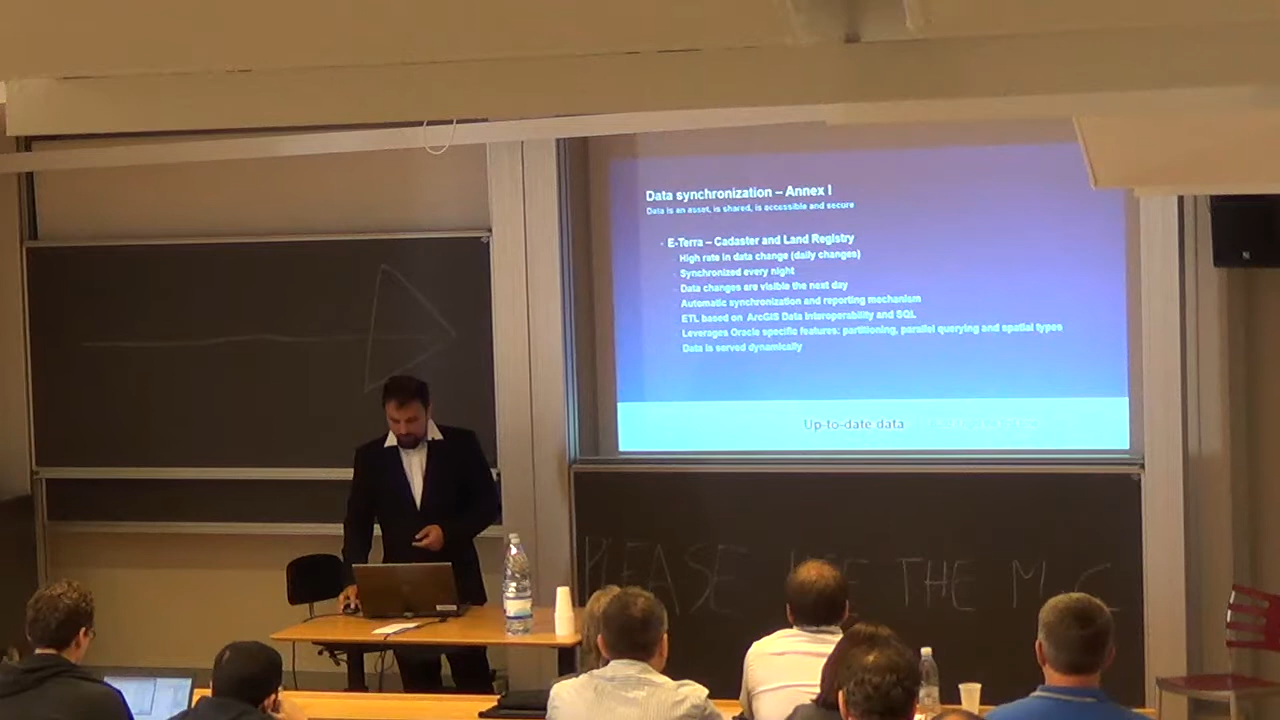 Data synchronization – Annex I
Data is an asset, is shared, is accessible and secure
E-Terra – Cadaster and Land Registry
High rate in data change (daily changes)
Synchronized every night
Data changes are visible the next day
Automatic synchronization and reporting mechanism
ETL based on ArcGIS Data Interoperability and SQL
Leverages Oracle specific features: partitioning, parallel querying and spatial types
Data is served dynamically
Up-to-date data
PLEASE THE